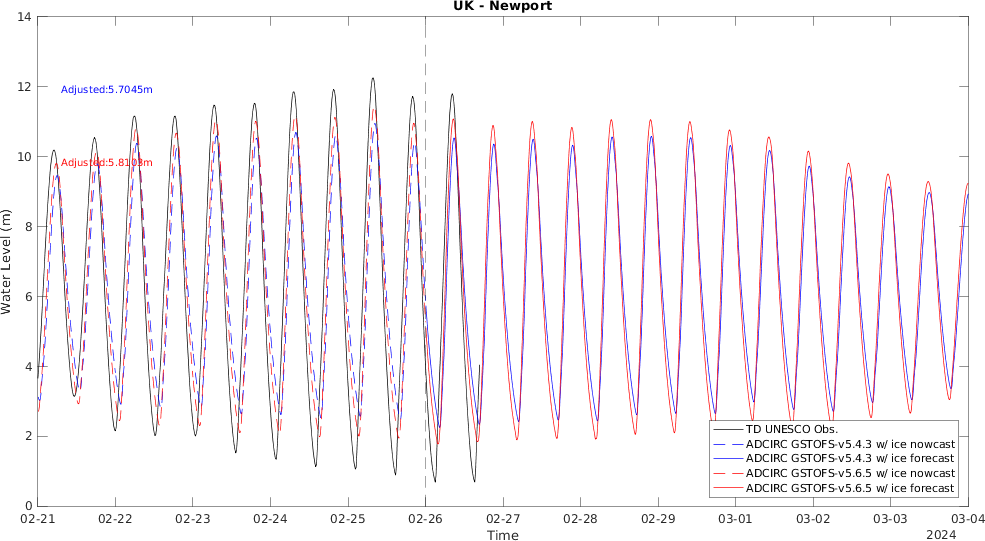 UK - Newport
14
12
10
8
6
4
2
0
Water Level (m)
Adjusted:5.7045m
Adjusted:5.8103m
TD UNESCO Obs.
ADCIRC GSTOFS-v5.4.3 w/ ice nowcast
ADCIRC GSTOFS-v5.4.3 w/ ice forecast
ADCIRC GSTOFS-v5.6.5 w/ ice nowcast
ADCIRC GSTOFS-v5.6.5 w/ ice forecast
02-21 02-22 02-23 02-24 02-25 02-26 02-27 02-28 02-29 03-01 03-02 03-03 03-04
Time
2024